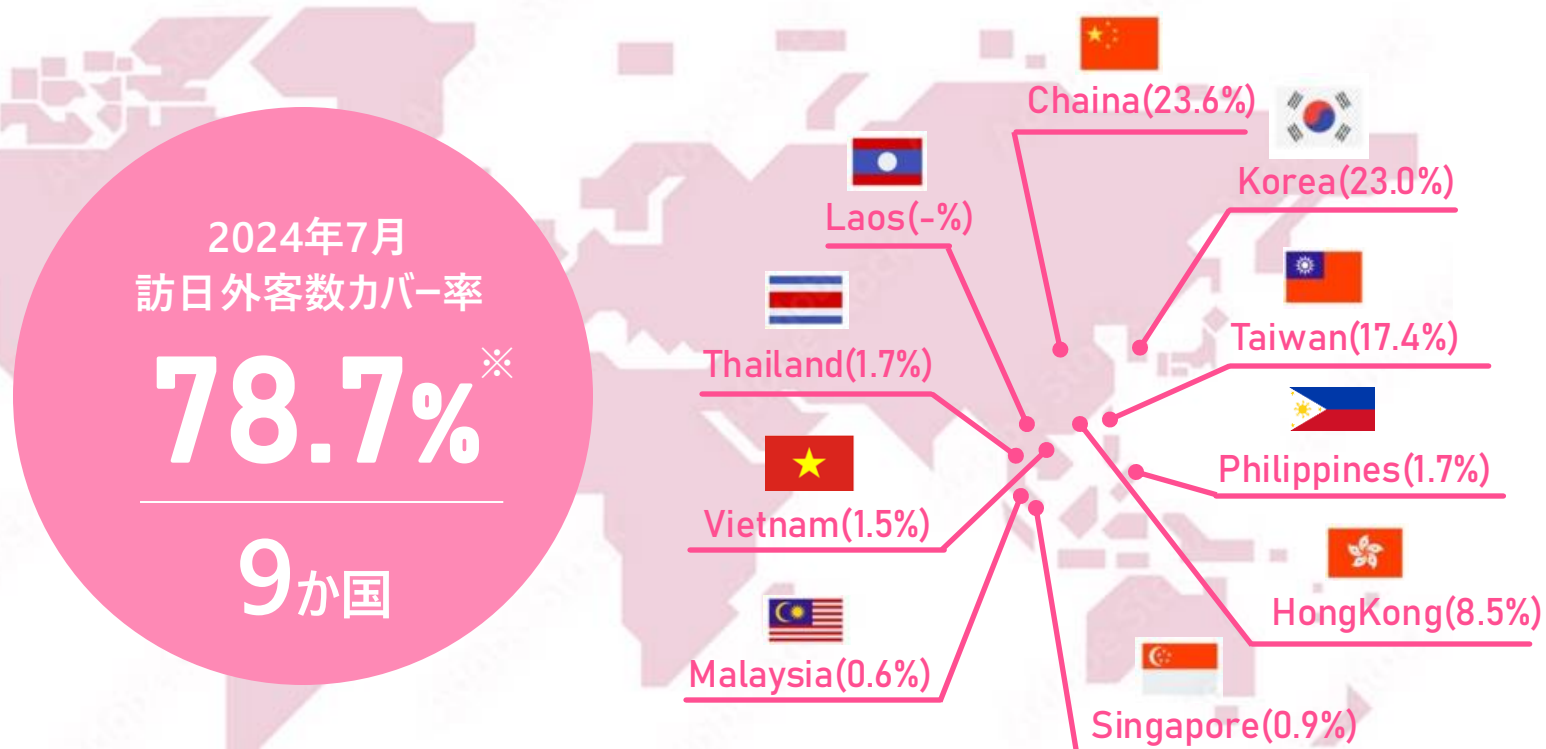 2024年7月
訪日外客数カバー率
78.7%※
9か国
Chaina(23.6%)
Korea(23.0%)
Laos(-%)
Taiwan(17.4%)
Thailand(1.7%)
Philippines(1.7%)
Vietnam(1.5%)
HongKong(8.5%)
Malaysia(0.6%)
Singapore(0.9%)